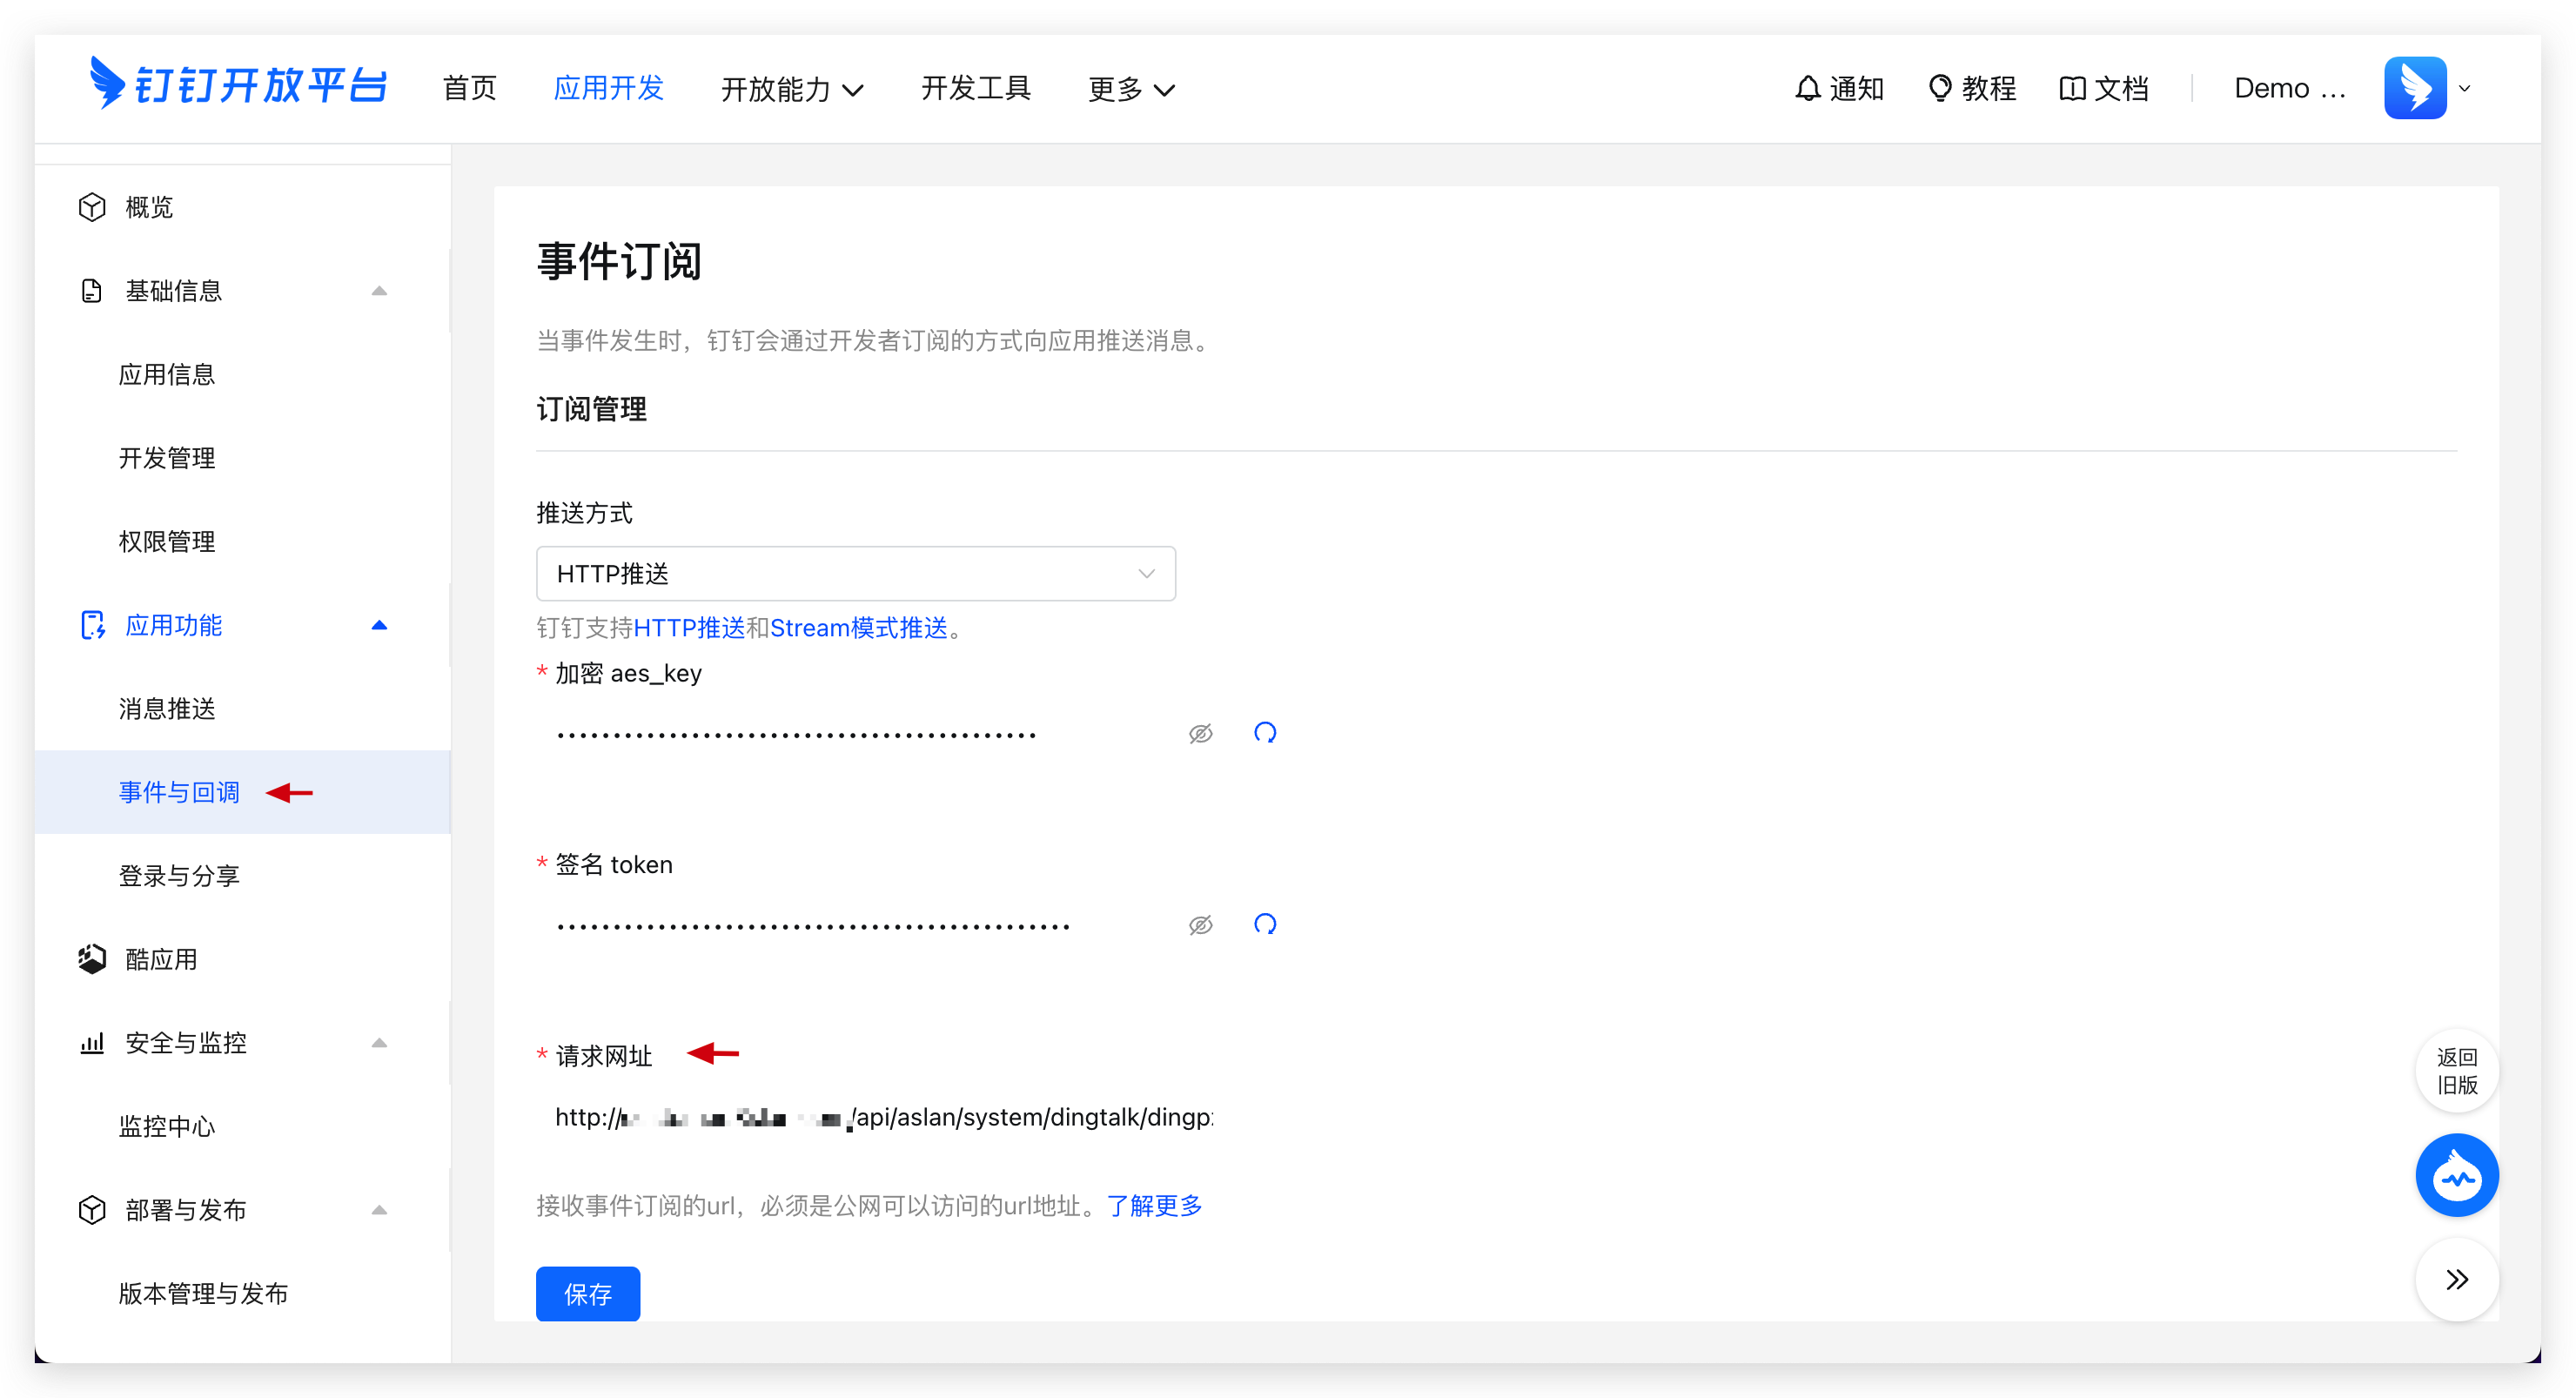 钉钉开放平台 首页 应用开发 开放能力 开发工具 更多 通知 教程 文档 Demo ...
概览
基础信息
应用信息
开发管理
权限管理
应用功能
消息推送
事件与回调
登录与分享
酷应用
安全与监控
监控中心
部署与发布
版本管理与发布
事件订阅
当事件发生时，钉钉会通过开发者订阅的方式向应用推送消息。
订阅管理
推送方式
HTTP推送
钉钉支持HTTP推送和Stream模式推送。
* 加密 aes_key
* 签名 token
* 请求网址
http:// /api/aslan/system/dingtalk/dingp
接收事件订阅的url，必须是公网可以访问的url地址。了解更多
保存
返回
旧版